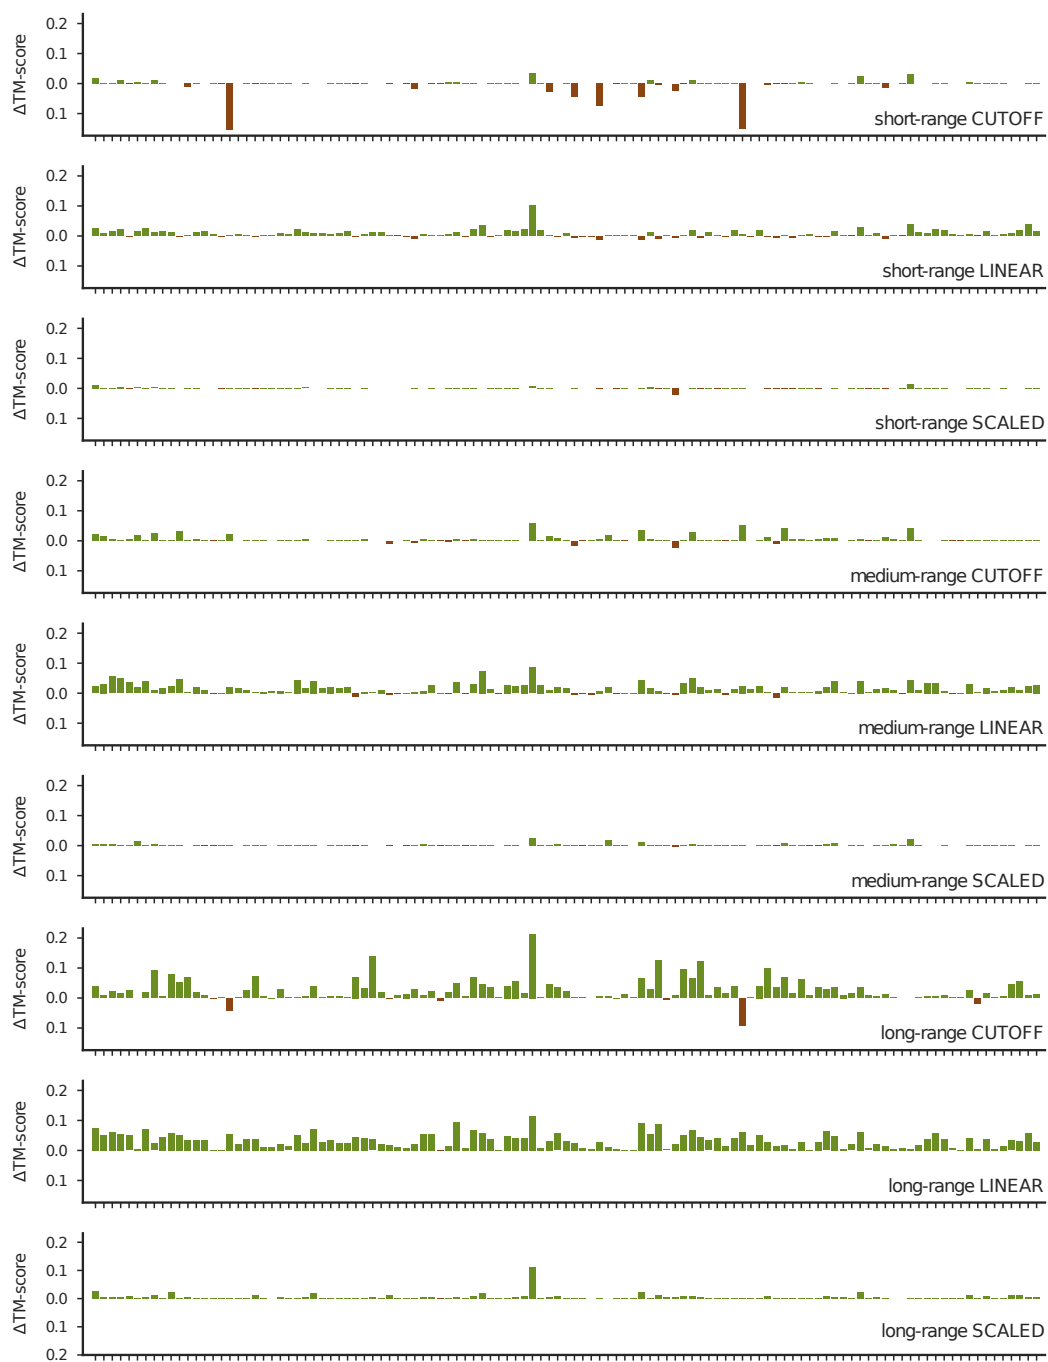 0.2
0.1
0.0
0.1
ΔTM-score
short-range CUTOFF
0.2
0.1
0.0
0.1
ΔTM-score
short-range LINEAR
0.2
0.1
0.0
0.1
ΔTM-score
short-range SCALED
0.2
0.1
0.0
0.1
ΔTM-score
medium-range CUTOFF
0.2
0.1
0.0
0.1
ΔTM-score
medium-range LINEAR
0.2
0.1
0.0
0.1
ΔTM-score
medium-range SCALED
0.2
0.1
0.0
0.1
ΔTM-score
long-range CUTOFF
0.2
0.1
0.0
0.1
ΔTM-score
long-range LINEAR
0.2
0.1
0.0
0.1
0.2
ΔTM-score
long-range SCALED